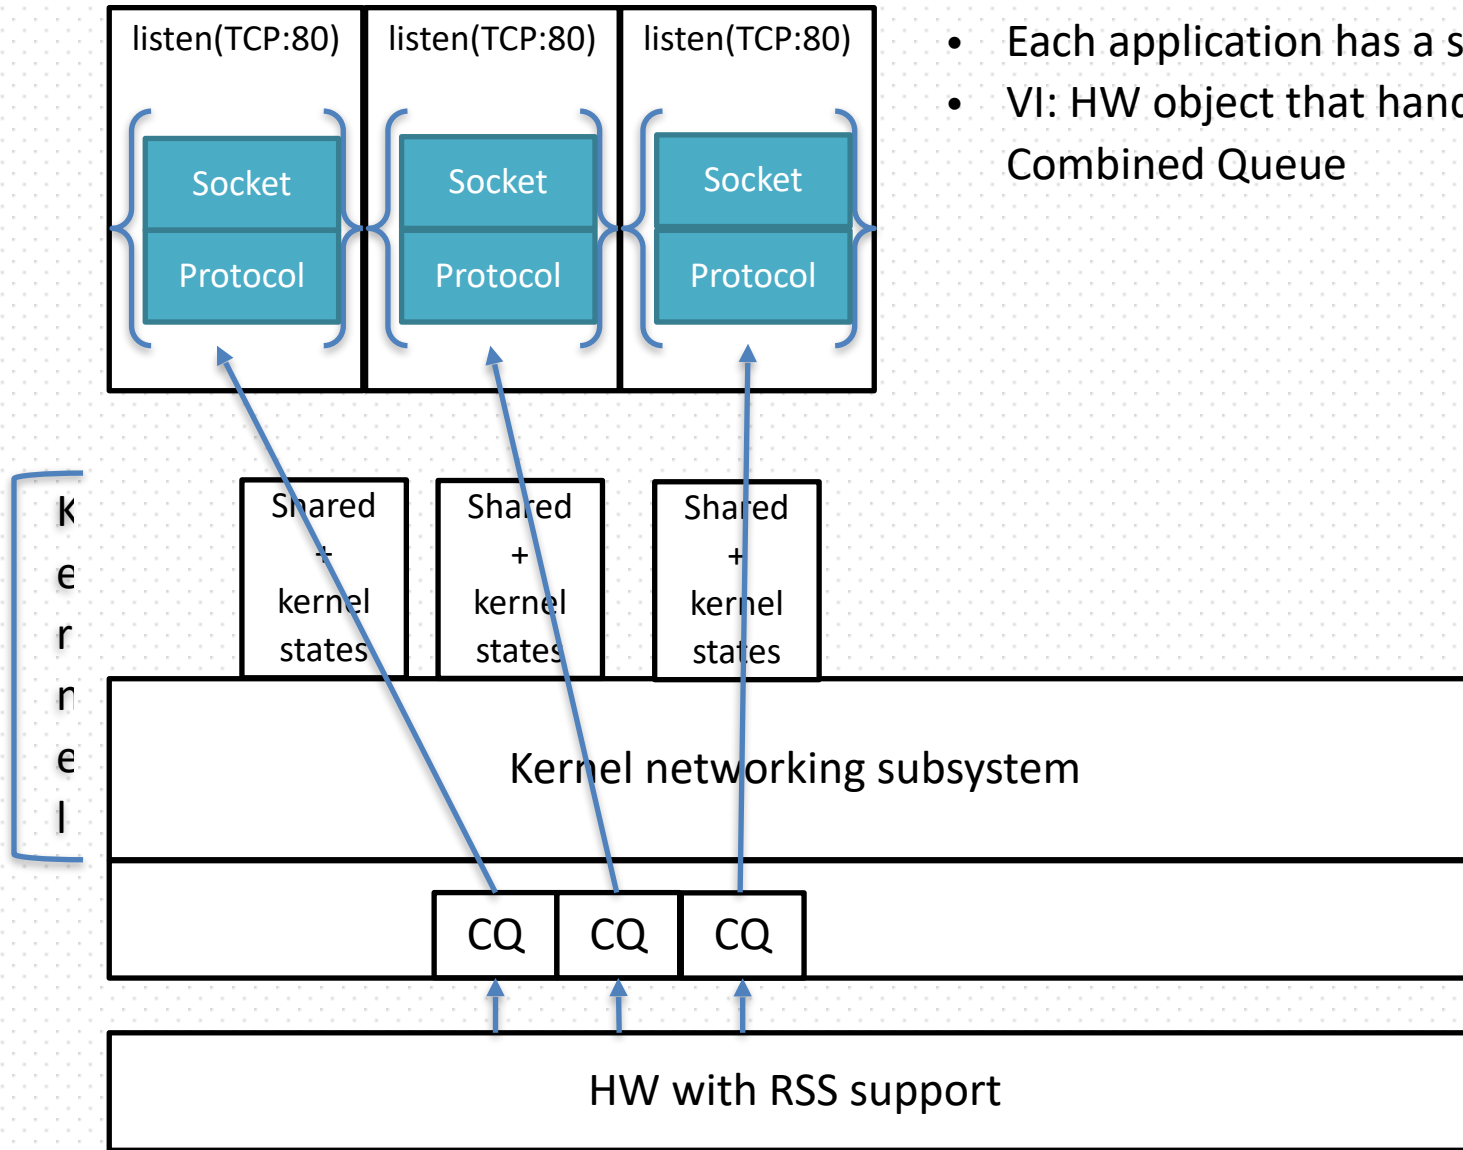 listen(TCP:80) listen(TCP:80) listen(TCP:80)
Socket Socket Socket
Protocol Protocol Protocol
• Each application has a
• VI: HW object that
Combined Queue
Kernel
Shared Shared Shared
+ + +
kernel kernel kernel
states states states
Kernel networking subsystem
CQ CQ CQ
HW with RSS support